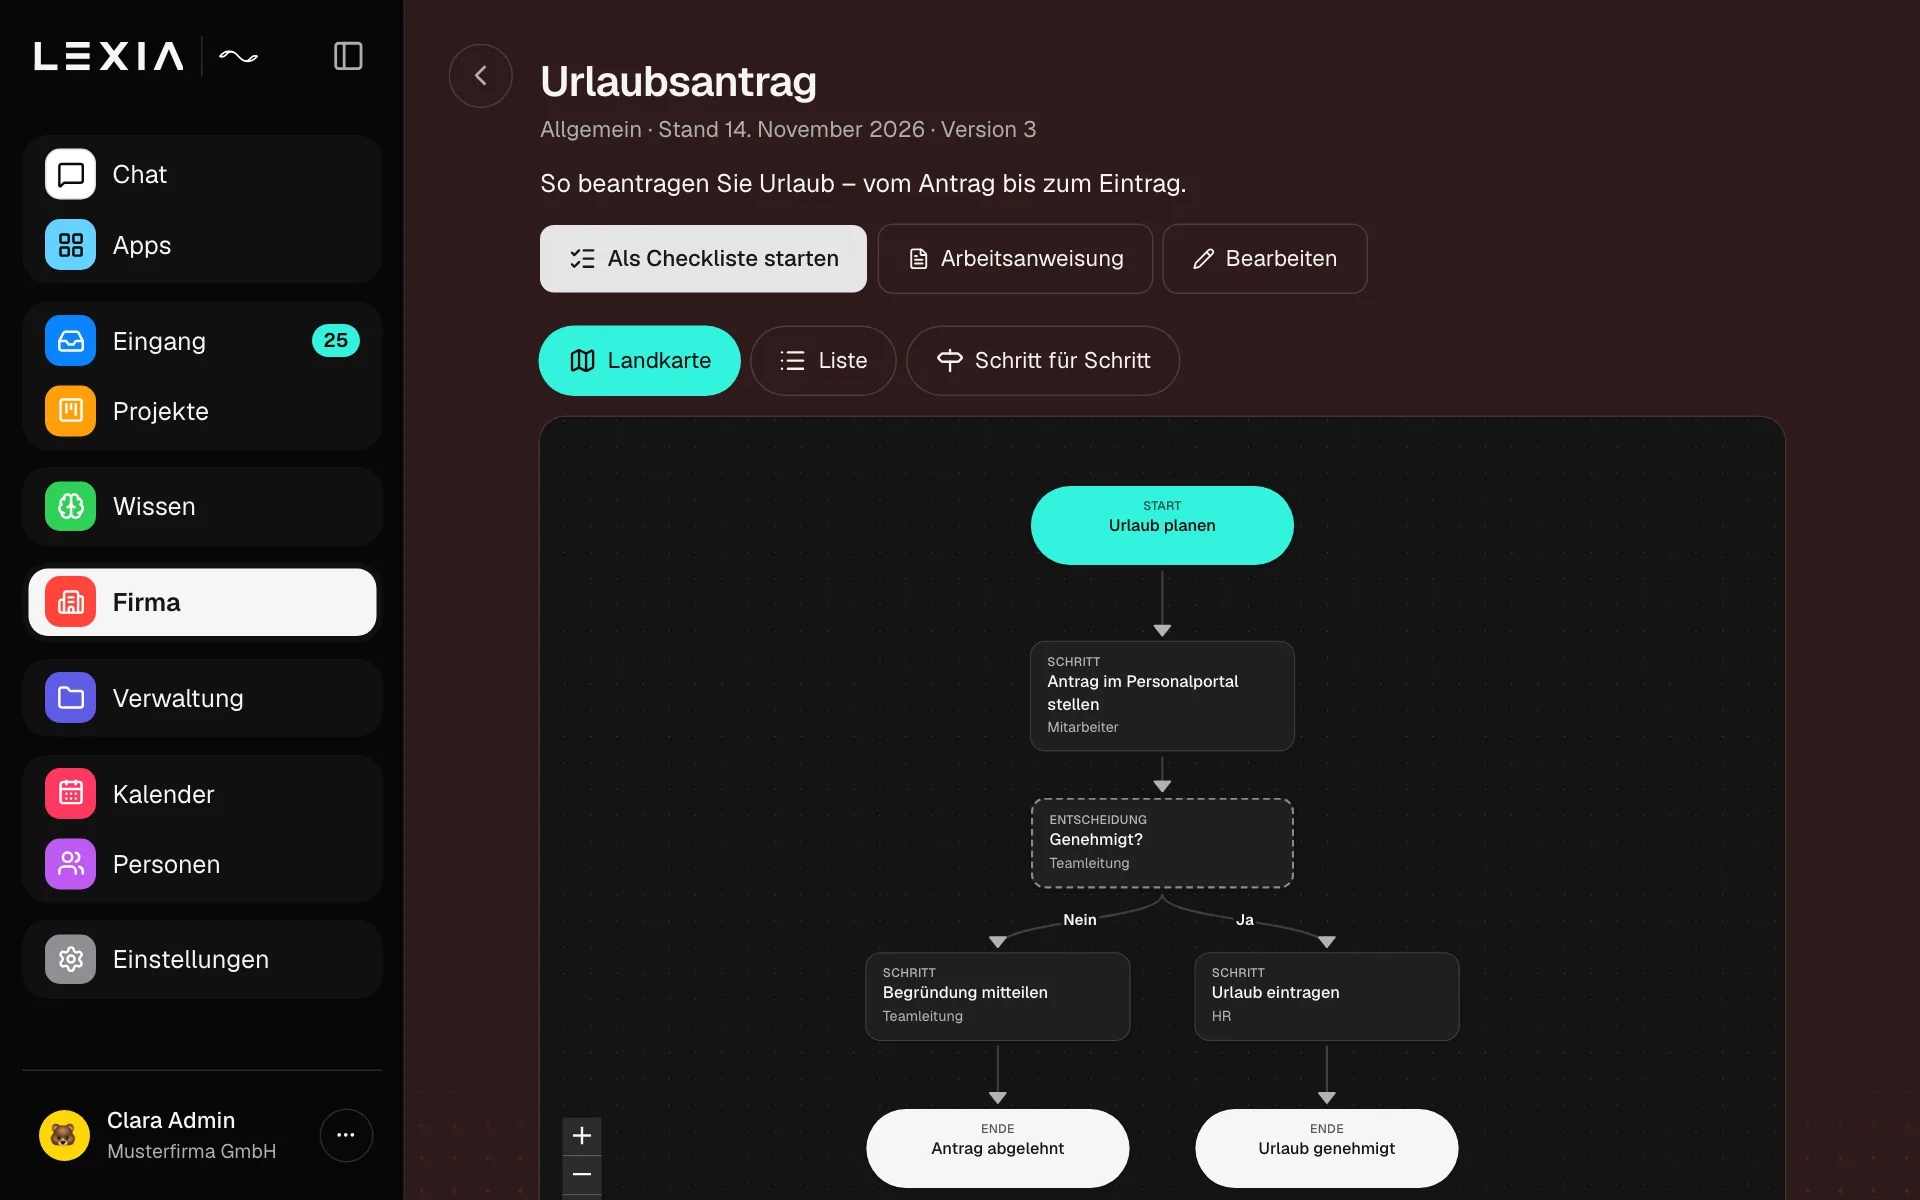 LEXIA
Chat
Apps
Eingang 25
Projekte
Wissen
Firma
Verwaltung
Kalender
Personen
Einstellungen
Clara Admin
Musterfirma GmbH
Urlaubsantrag
Allgemein · Stand 14. November 2026 · Version 3
So beantragen Sie Urlaub – vom Antrag bis zum Eintrag.
Als Checkliste starten Arbeitsanweisung Bearbeiten
Landkarte Liste Schritt für Schritt
START
Urlaub planen
SCHRITT
Antrag im Personalportal
stellen
Mitarbeiter
ENTSCHEIDUNG
Genehmigt?
Teamleitung
Nein Ja
SCHRITT
Begründung mitteilen
Teamleitung
SCHRITT
Urlaub eintragen
HR
ENDE
Antrag abgelehnt
ENDE
Urlaub genehmigt